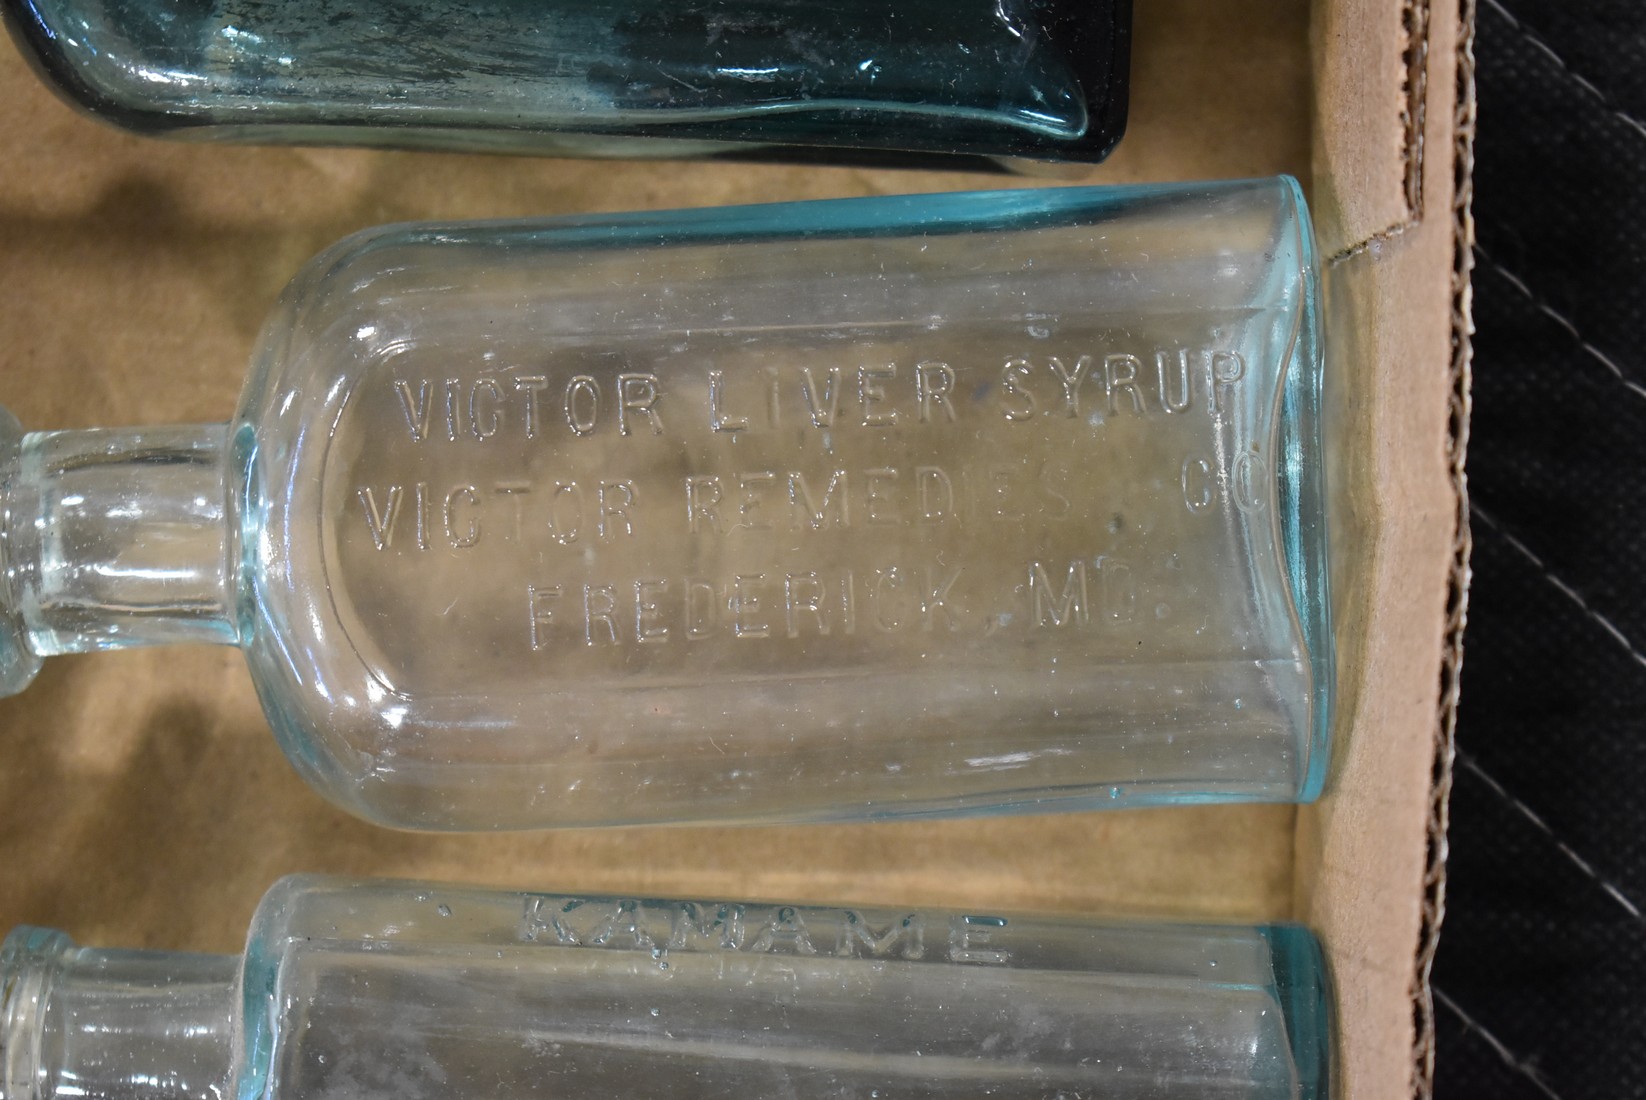 VICTOR LIVER SYRUP
VICTOR REMEDIES CO
FREDERICK, MD.
KAMAME